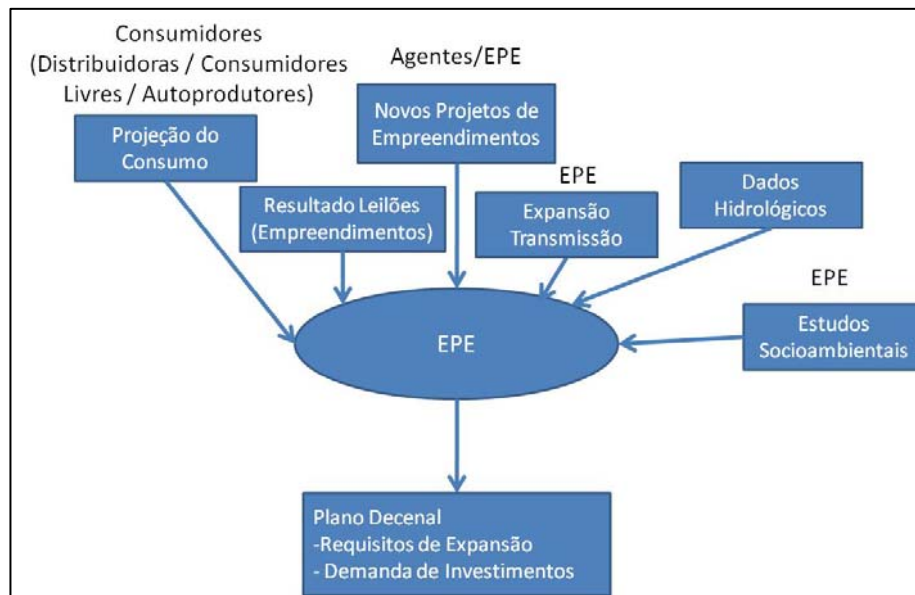 Consumidores
(Distribuidoras / Consumidores
Livres / Autoprodutores)
Projeção do
Consumo
Resultado Leilões
(Empreendimentos)
Agentes/EPE
Novos Projetos de
Empreendimentos
EPE
Expansão
Transmissão
Dados
Hidrológicos
EPE
Estudos
Socioambientais
EPE
Plano Decenal
-Requisitos de Expansão
- Demanda de Investimentos